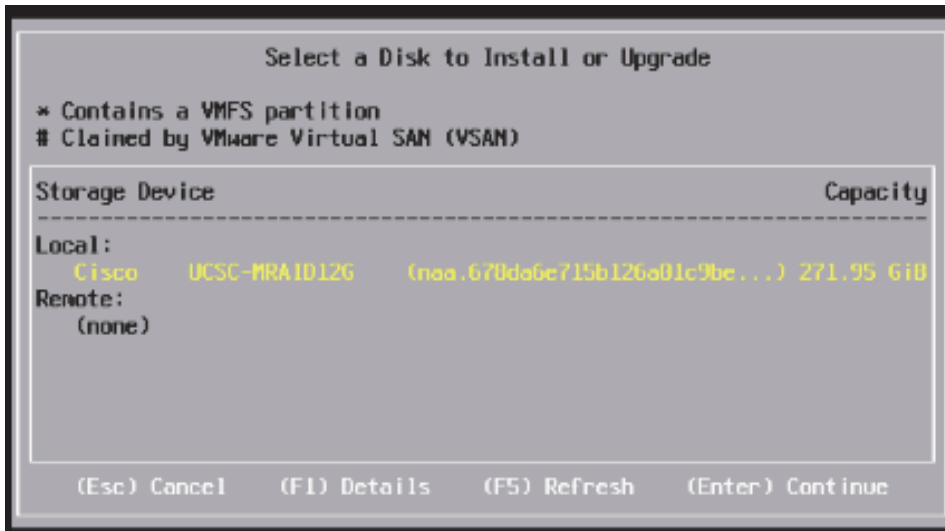 Select a Disk to Install or Upgrade
* Contains a VMFS partition
# Claimed by VMware Virtual SAN (VSAN)
Storage Device Capacity
Local:
Cisco UCSC-MRAID12G (naa.678da6e715b126a01c9be...) 271.95 GiB
Remote:
(none)
(Esc) Cancel (F1) Details (F5) Refresh (Enter) Continue